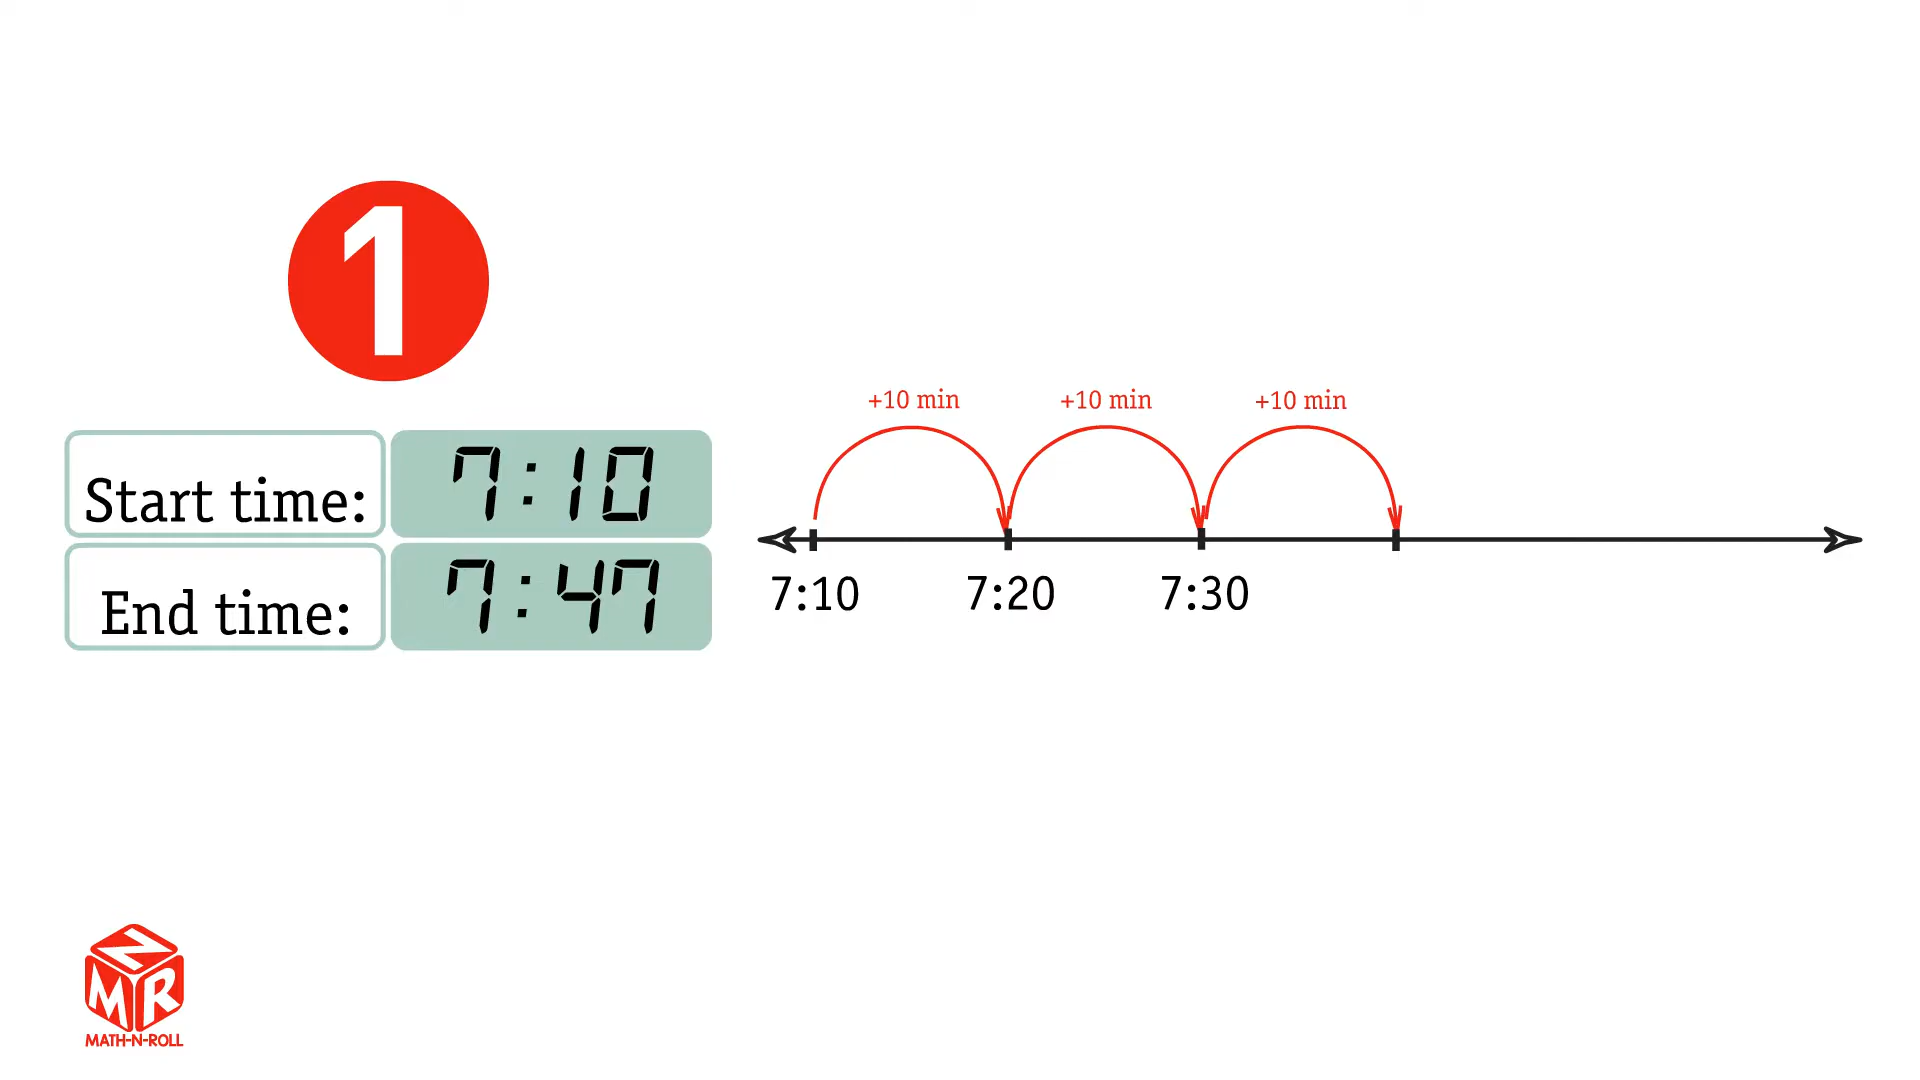 1
Start time: 7:10
End time: 7:47
+10 min +10 min +10 min
7:10 7:20 7:30
MNR
MATH-N-ROLL